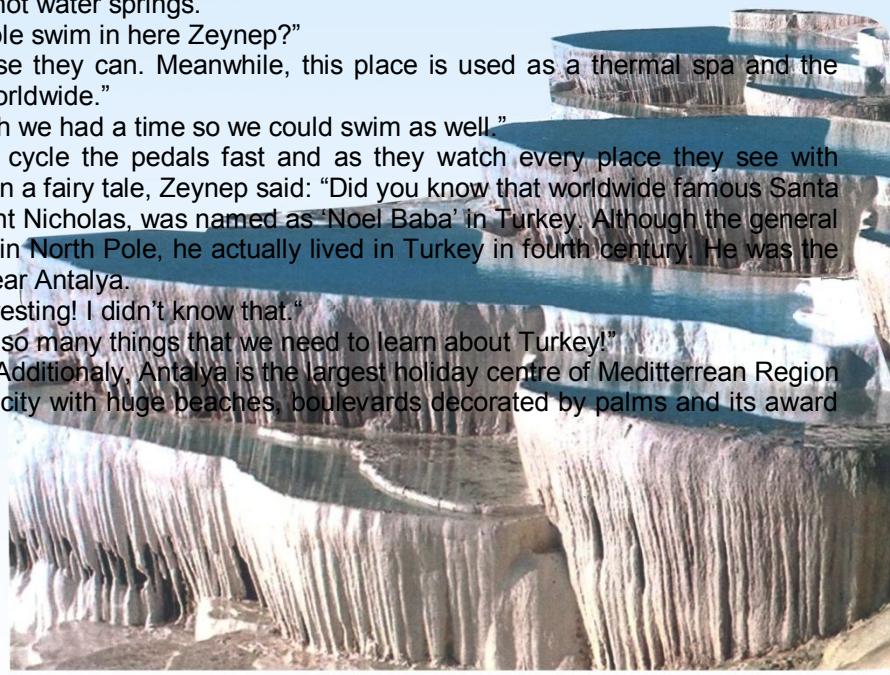 hot water springs.
ole swim in here Zeynep?”
se they can. Meanwhile, this place is used as a thermal spa and the
orldwide.”
h we had a time so we could swim as well.”
cycle the pedals fast and as they watch every place they see with
n a fairy tale, Zeynep said: “Did you know that worldwide famous Santa
nt Nicholas, was named as ‘Noel Baba’ in Turkey. Although the general
in North Pole, he actually lived in Turkey in fourth century. He was the
ear Antalya.
resting! I didn’t know that.“
so many things that we need to learn about Turkey!”
Additionaly, Antalya is the largest holiday centre of Meditterrean Region
city with huge beaches, boulevards decorated by palms and its award